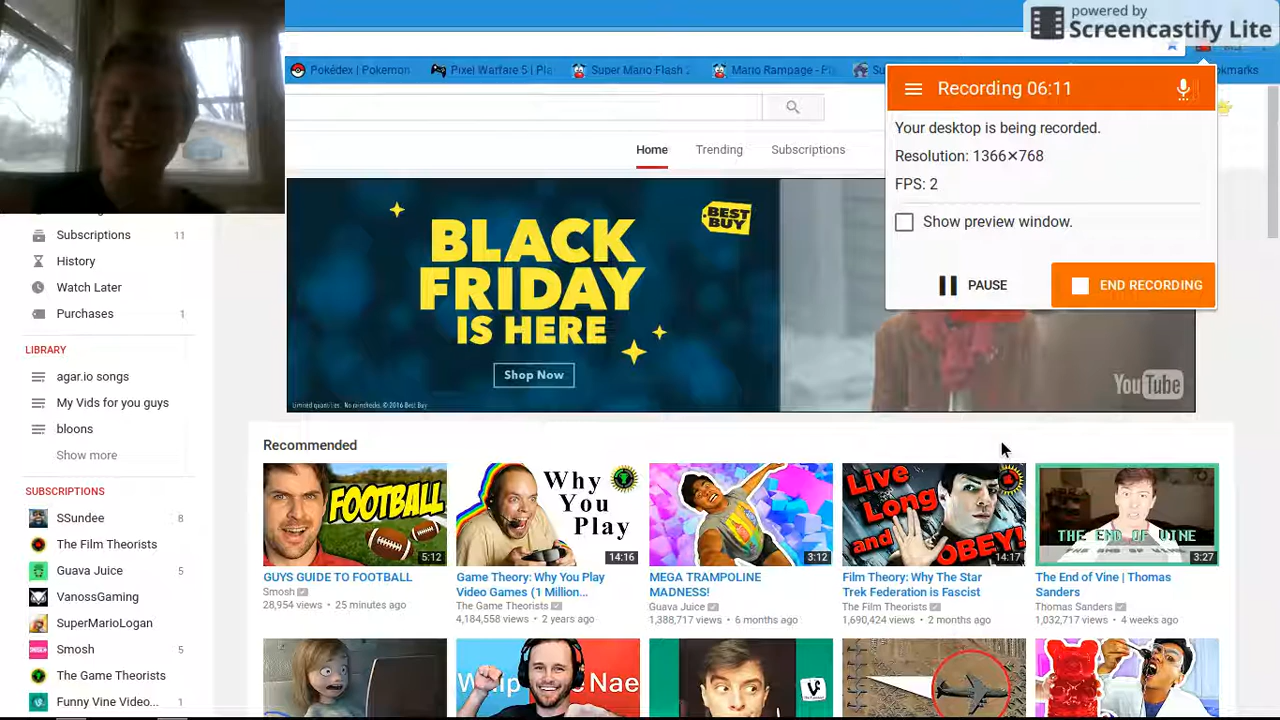 powered by
Screencastify Lite
Pokédex | Pokemon
Pixel Warfare 5 | Pla
Super Mario Flash 2
Mario Rampage - P
Su
okmarks
Recording 06:11
Your desktop is being recorded.
Resolution: 1366×768
FPS: 2
Show preview window.
PAUSE
END RECORDING
Home
Trending
Subscriptions
BLACK
FRIDAY
IS HERE
Shop Now
BEST
BUY
YouTube
Subscriptions 11
History
Watch Later
Purchases 1
LIBRARY
agar.io songs
My Vids for you guys
bloons
Show more
SUBSCRIPTIONS
SSundee 8
The Film Theorists
Guava Juice 5
VanossGaming
SuperMarioLogan
Smosh 5
The Game Theorists
Funny Vine Video... 1
Recommended
FOOTBALL
5:12
GUYS GUIDE TO FOOTBALL
Smosh
28,954 views • 25 minutes ago
Why
You
Play
14:16
Game Theory: Why You Play
Video Games (1 Million...
The Game Theorists
4,184,558 views • 2 years ago
3:12
MEGA TRAMPOLINE
MADNESS!
Guava Juice
1,388,717 views • 6 months ago
Live
Long
and
OBEY!
14:17
Film Theory: Why The Star
Trek Federation is Fascist
The Film Theorists
1,690,424 views • 2 months ago
THE END OF VINE
3:27
The End of Vine | Thomas
Sanders
Thomas Sanders
1,032,717 views • 4 weeks ago
Whip
Nae